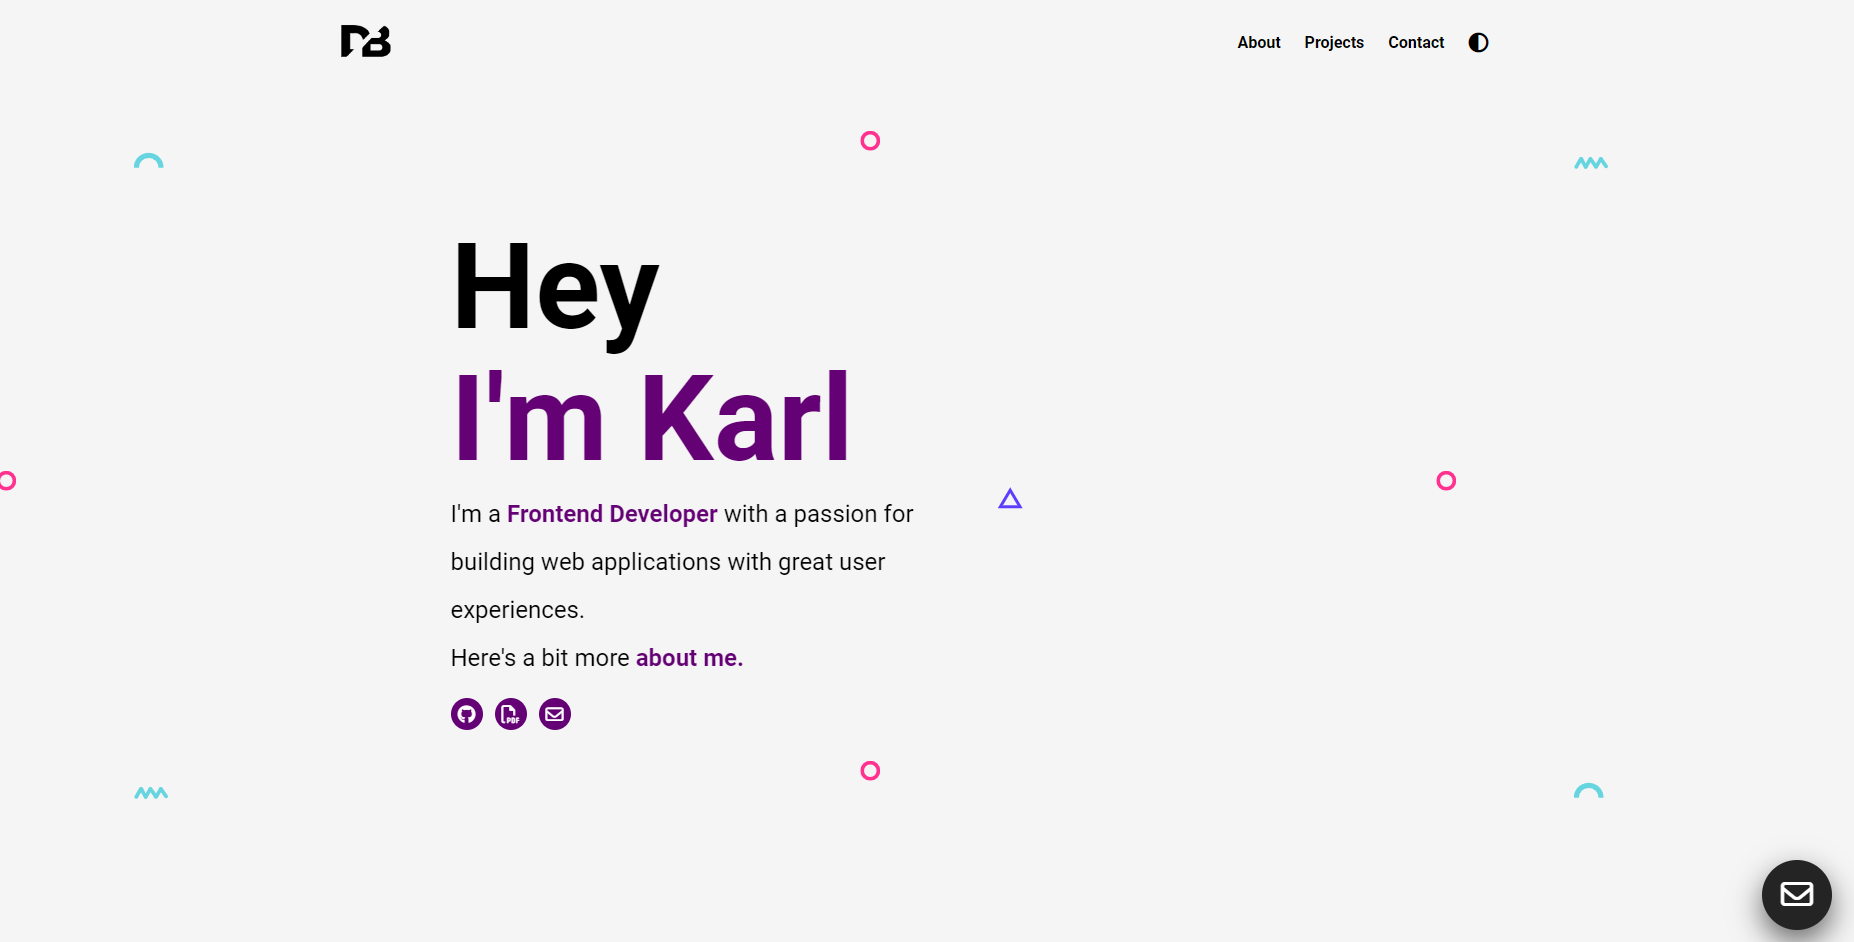 DB
About Projects Contact
Hey
I'm Karl
I'm a Frontend Developer with a passion for
building web applications with great user
experiences.
Here's a bit more about me.
PDF